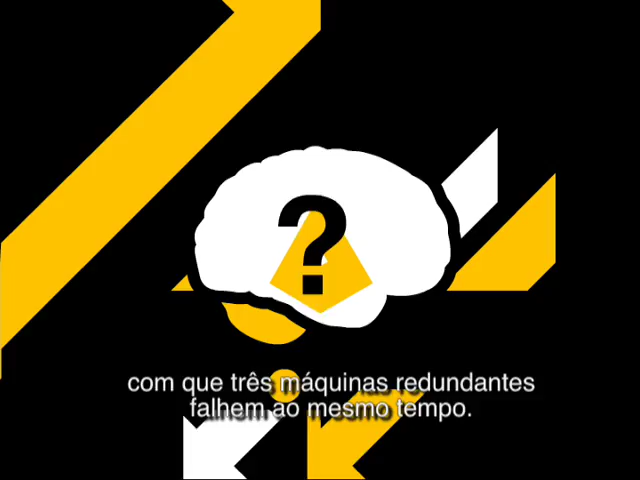 ?
com que três máquinas redundantes
falhem ao mesmo tempo.